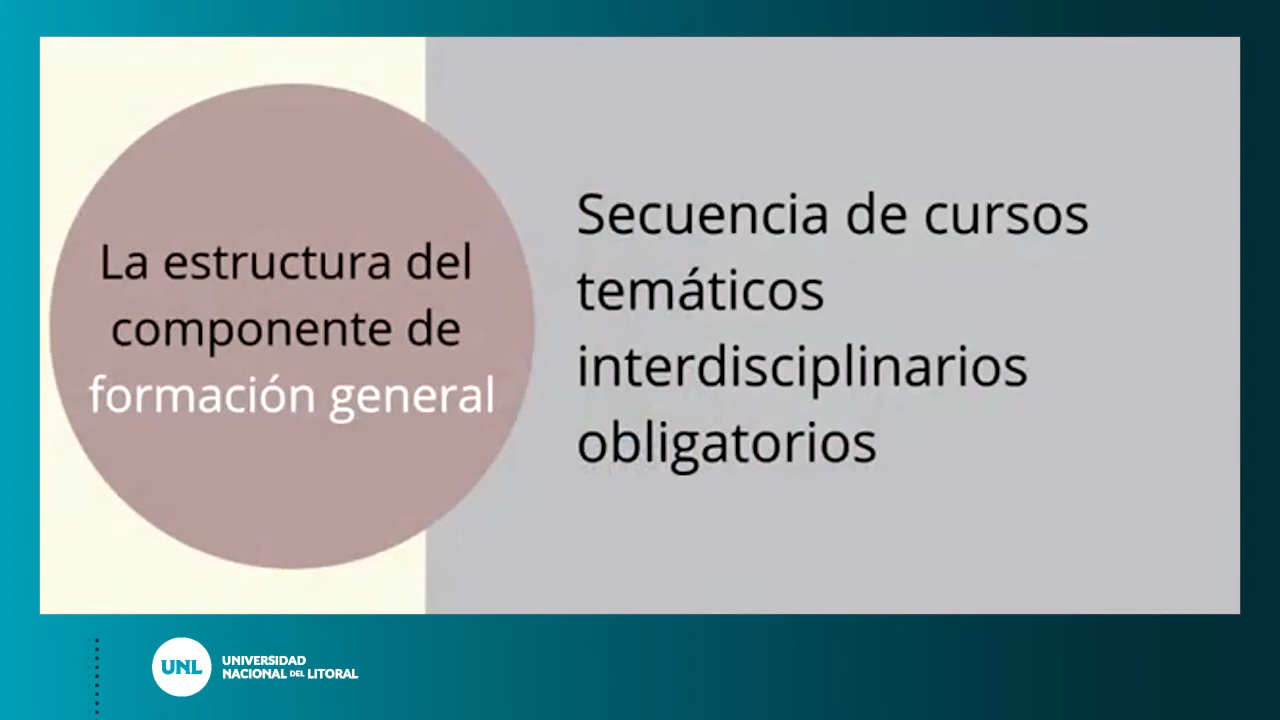 La estructura del
componente de
formación general
Secuencia de cursos
temáticos
interdisciplinarios
obligatorios
UNL
UNIVERSIDAD
NACIONAL DEL LITORAL